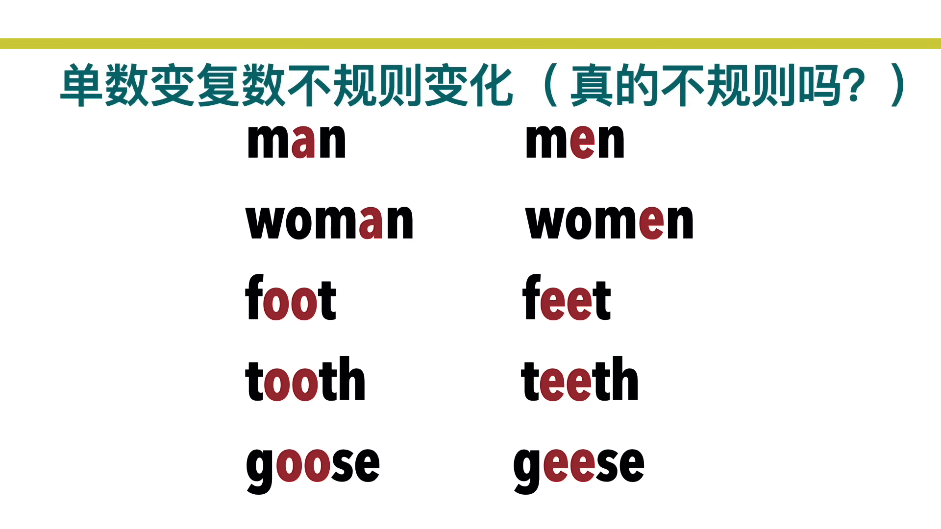 单数变复数不规则变化（真的不规则吗？）
man men
woman women
foot feet
tooth teeth
goose geese